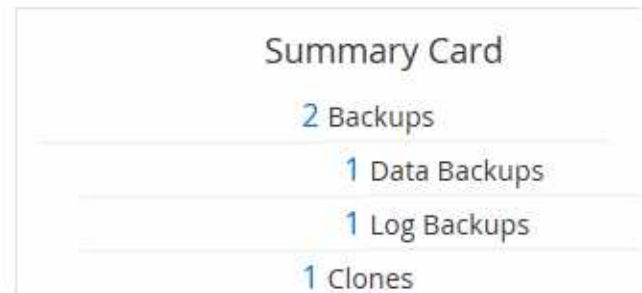 Summary Card
2 Backups
1 Data Backups
1 Log Backups
1 Clones